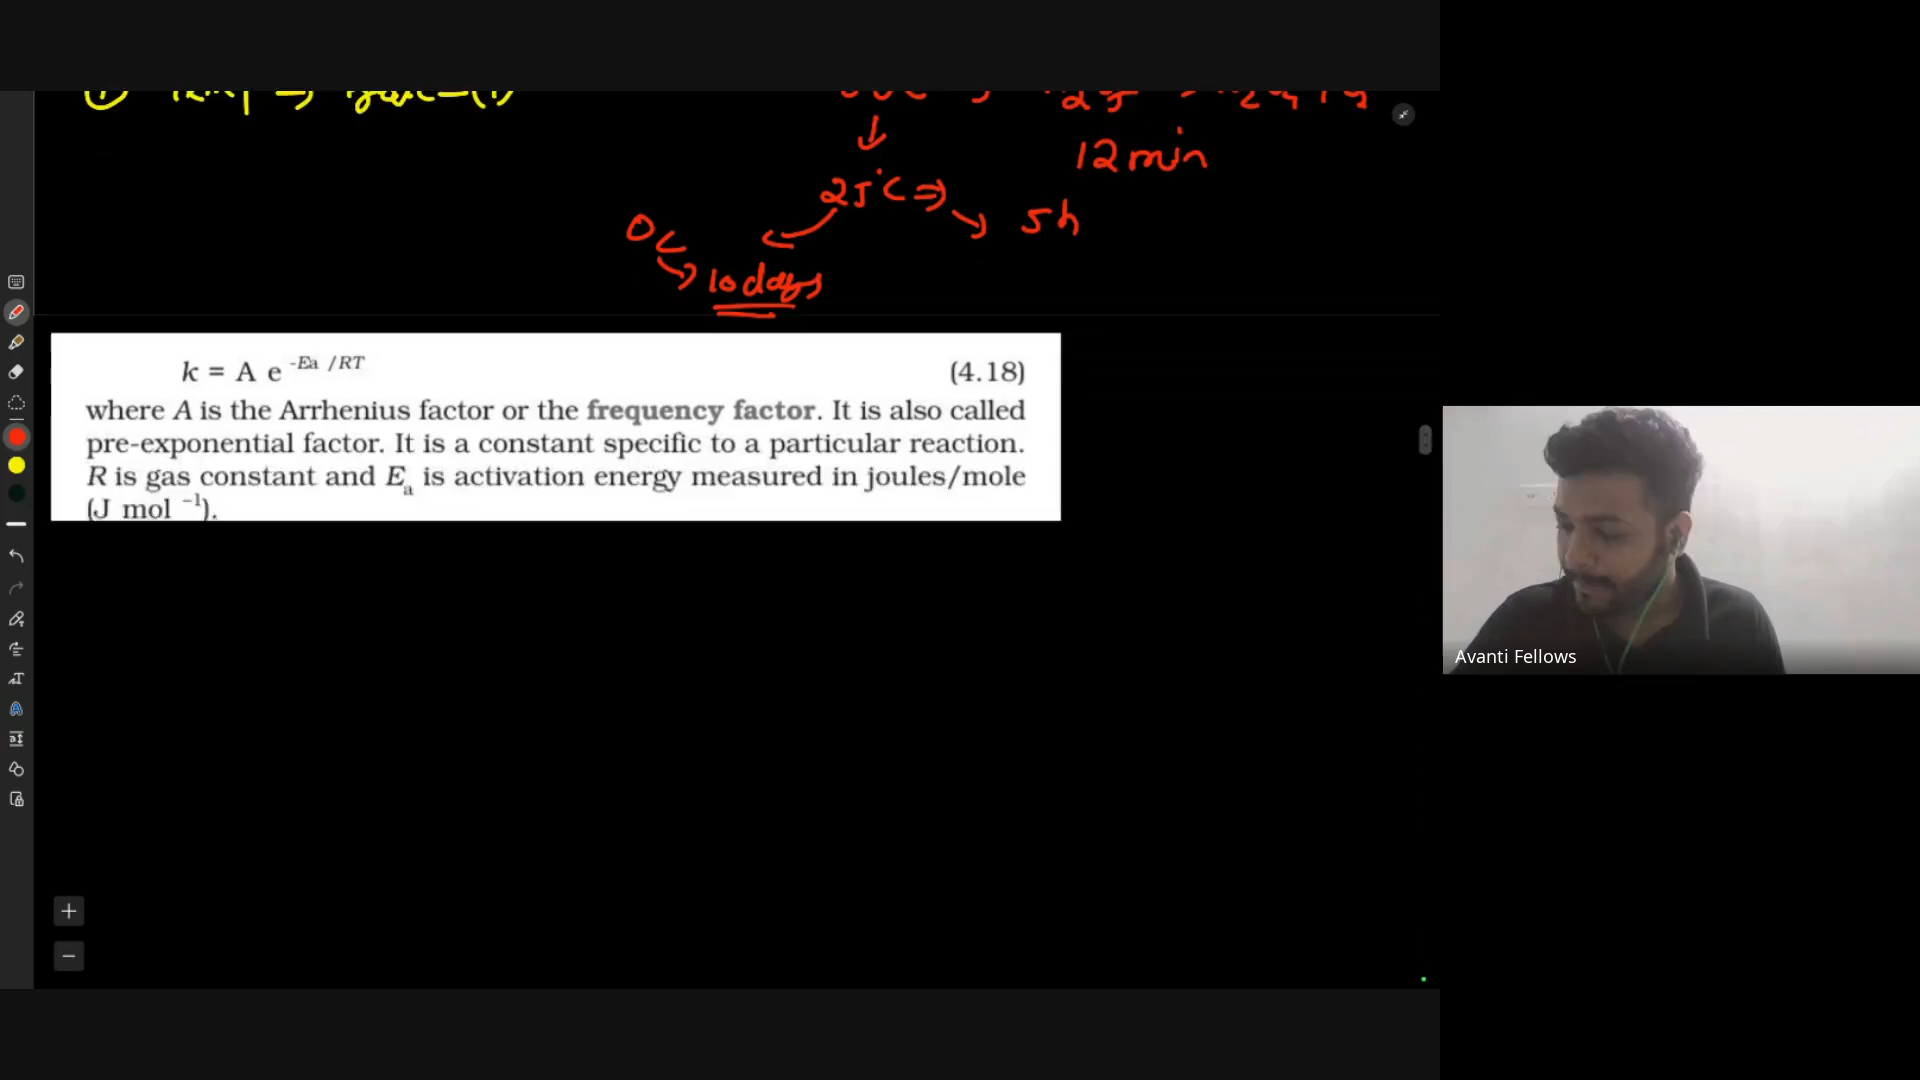 12 min
25°C ⇒
5h
0c
10 days
k = A e -Ea /RT (4.18)
where A is the Arrhenius factor or the frequency factor. It is also called
pre-exponential factor. It is a constant specific to a particular reaction.
R is gas constant and Ea is activation energy measured in joules/mole
(J mol –1).
Avanti Fellows